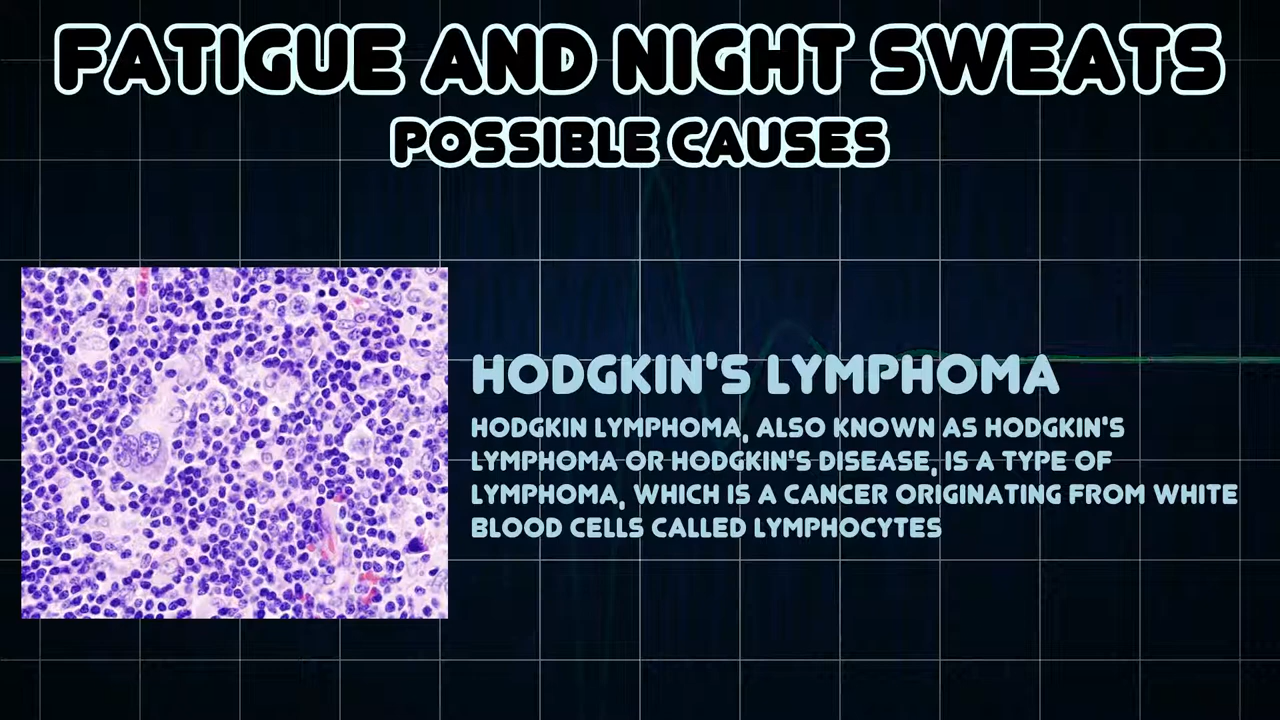 FATIGUE AND NIGHT SWEATS
POSSIBLE CAUSES
HODGKIN'S LYMPHOMA
HODGKIN LYMPHOMA, ALSO KNOWN AS HODGKIN'S
LYMPHOMA OR HODGKIN'S DISEASE, IS A TYPE OF
LYMPHOMA, WHICH IS A CANCER ORIGINATING FROM WHITE
BLOOD CELLS CALLED LYMPHOCYTES